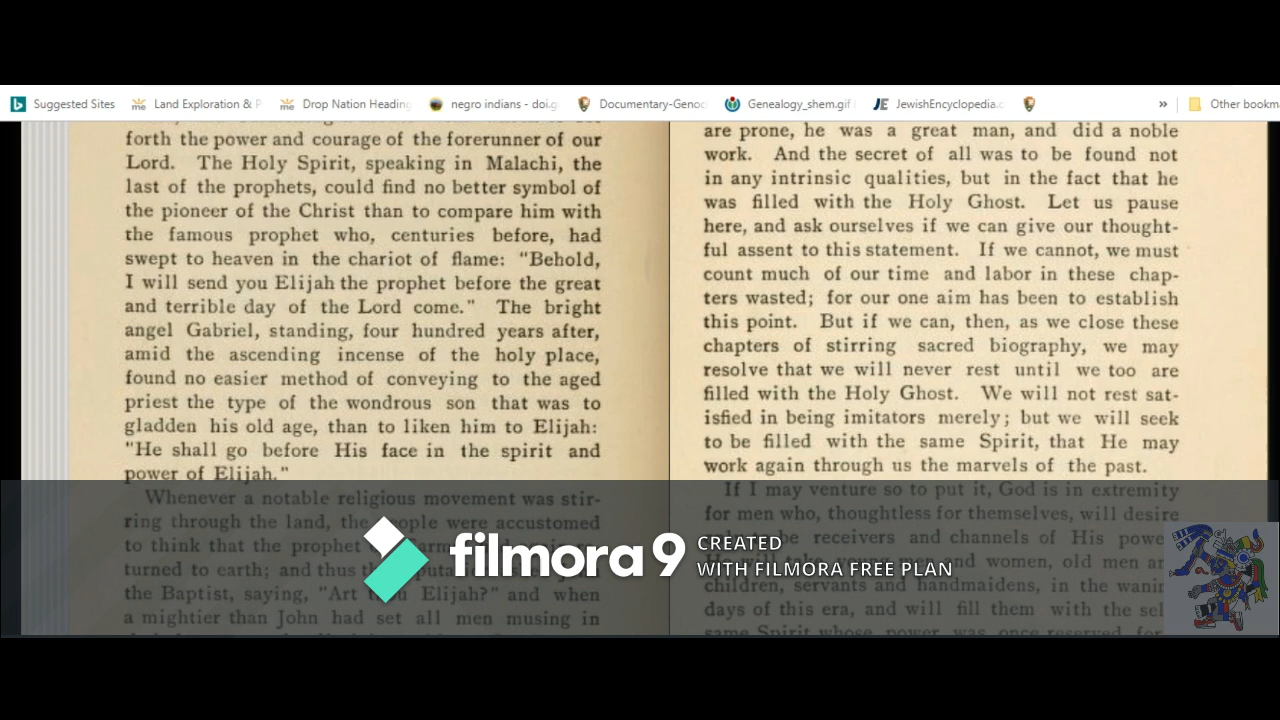 Suggested Sites
Land Exploration &
Drop Nation Heading
negro indians - doi.g
Documentary-Genoc
Genealogy_shem.gif
JewishEncyclopedia.c
»
Other bookm
forth the power and courage of the forerunner of our
Lord. The Holy Spirit, speaking in Malachi, the
last of the prophets, could find no better symbol of
the pioneer of the Christ than to compare him with
the famous prophet who, centuries before, had
swept to heaven in the chariot of flame: "Behold,
I will send you Elijah the prophet before the great
and terrible day of the Lord come." The bright
angel Gabriel, standing, four hundred years after,
amid the ascending incense of the holy place,
found no easier method of conveying to the aged
priest the type of the wondrous son that was to
gladden his old age, than to liken him to Elijah:
"He shall go before His face in the spirit and
power of Elijah."
Whenever a notable religious movement was stir-
ring through the land, the people were accustomed
to think that the prophet
turned to earth; and thus
the Baptist, saying, "Art thou Elijah?" and when
a mightier than John had set all men musing in
are prone, he was a great man, and did a noble
work. And the secret of all was to be found not
in any intrinsic qualities, but in the fact that he
was filled with the Holy Ghost. Let us pause
here, and ask ourselves if we can give our thought-
ful assent to this statement. If we cannot, we must
count much of our time and labor in these chap-
ters wasted; for our one aim has been to establish
this point. But if we can, then, as we close these
chapters of stirring sacred biography, we may
resolve that we will never rest until we too are
filled with the Holy Ghost. We will not rest sat-
isfied in being imitators merely; but we will seek
to be filled with the same Spirit, that He may
work again through us the marvels of the past.
If I may venture so to put it, God is in extremity
for men who, thoughtless for themselves, will desire
be receivers and channels of His powe
and women, old men an
children, servants and handmaidens, in the wanin
days of this era, and will fill them with the sel
same Spirit whose power was once reserved for
filmora9
CREATED
WITH FILMORA FREE PLAN